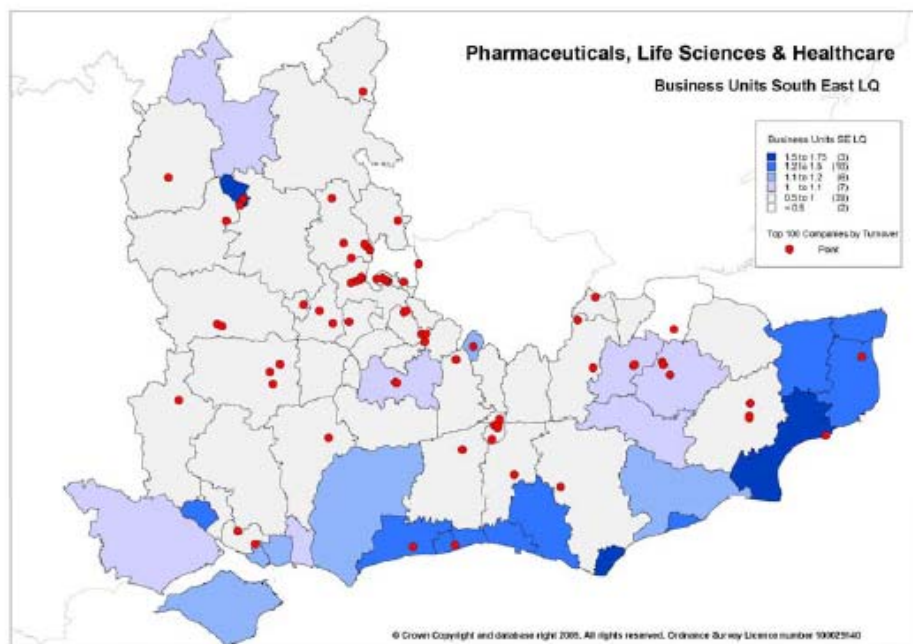 Pharmaceuticals, Life Sciences & Healthcare
Business Units South East LQ
Business Units SE LQ
1.5 to 1.75 (3)
1.2 to 1.5 (10)
1.1 to 1.2 (6)
1 to 1.1 (7)
0.5 to 1 (39)
(2)
Top 100 Companies by Turnover
Point
© Crown Copyright and database right 2005. All rights reserved. Ordnance Survey Licence number 100029140